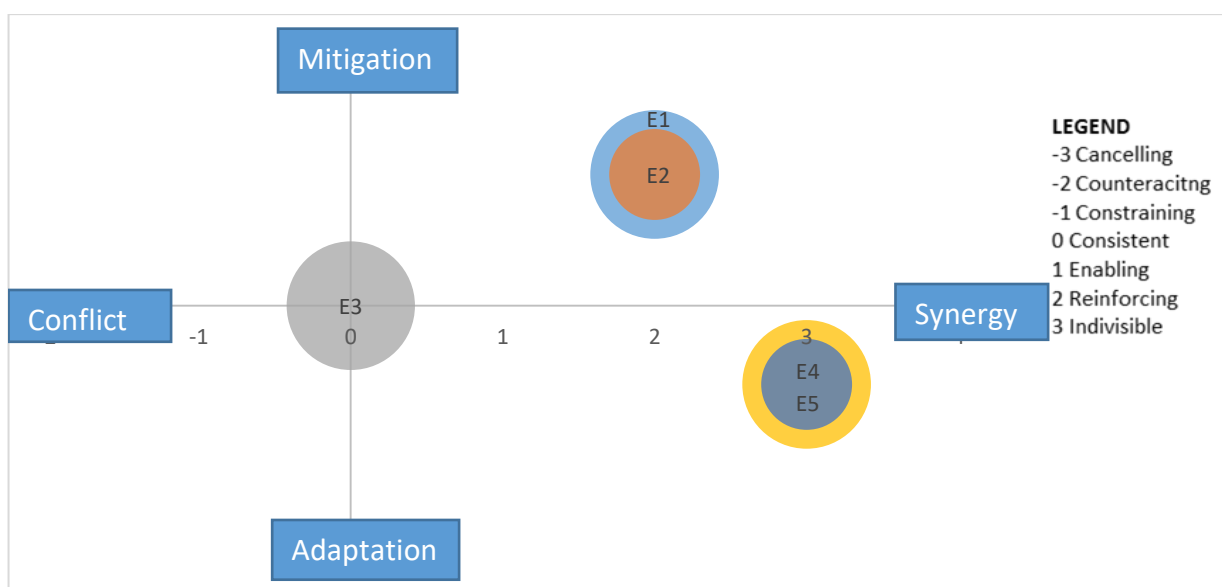 Mitigation
E1
E2
LEGEND
-3 Cancelling
-2 Counteracitng
-1 Constraining
0 Consistent
1 Enabling
2 Reinforcing
3 Indivisible
E3
Conflict
Synergy
-1
0
1
2
3
E4
E5
Adaptation